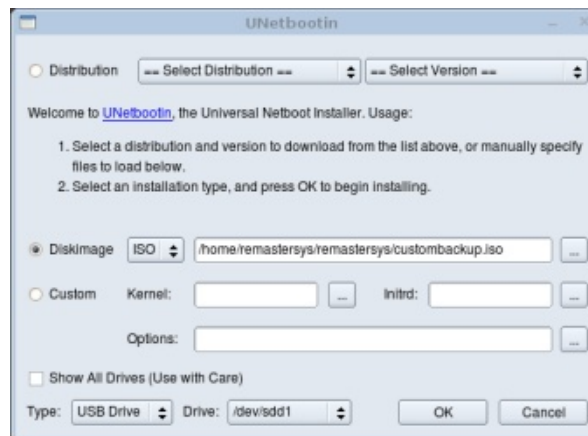 UNetbootin
Distribution == Select Distribution == == Select Version ==
Welcome to UNetbootin, the Universal Netboot Installer. Usage:
1. Select a distribution and version to download from the list above, or manually specify
files to load below.
2. Select an installation type, and press OK to begin installing.
Diskimage ISO /home/remastersys/remastersys/custombackup.iso ...
Custom Kernel: ... Initrd: ...
Options: ...
Show All Drives (Use with Care)
Type: USB Drive Drive: /dev/sdd1 OK Cancel